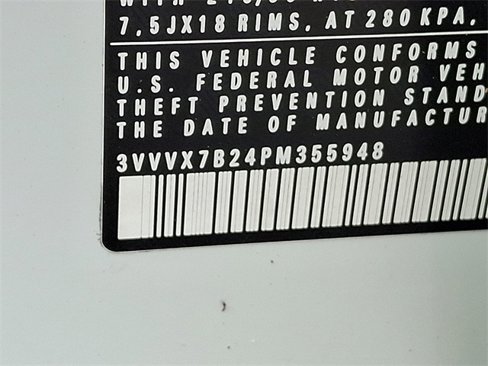 7,5JX18 RIMS, AT 280 KPA,
THIS VEHICLE CONFORMS
U.S. FEDERAL MOTOR VEH
THEFT PREVENTION STAND
THE DATE OF MANUFACTUR
3VVVX7B24PM355948